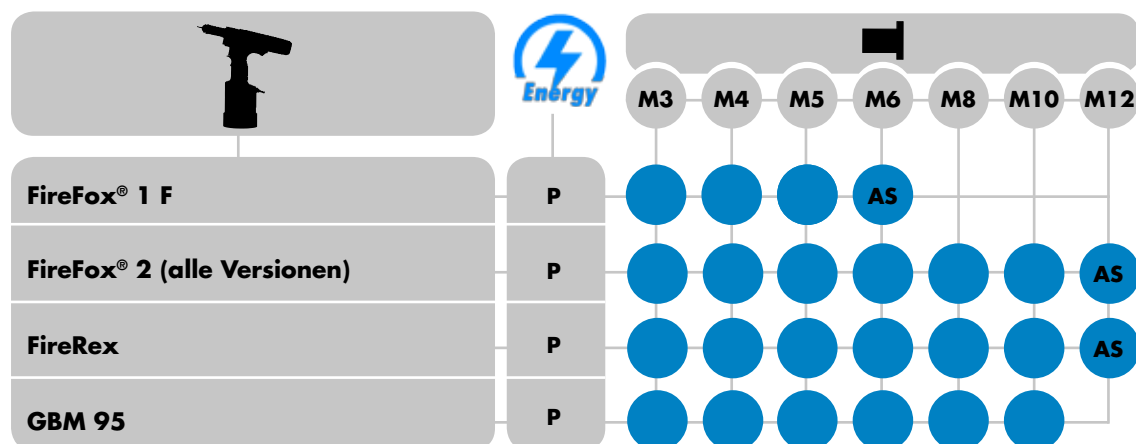 Energy
M3 M4 M5 M6 M8 M10 M12
FireFox® 1 F P AS
FireFox® 2 (alle Versionen) P AS
FireRex P AS
GBM 95 P